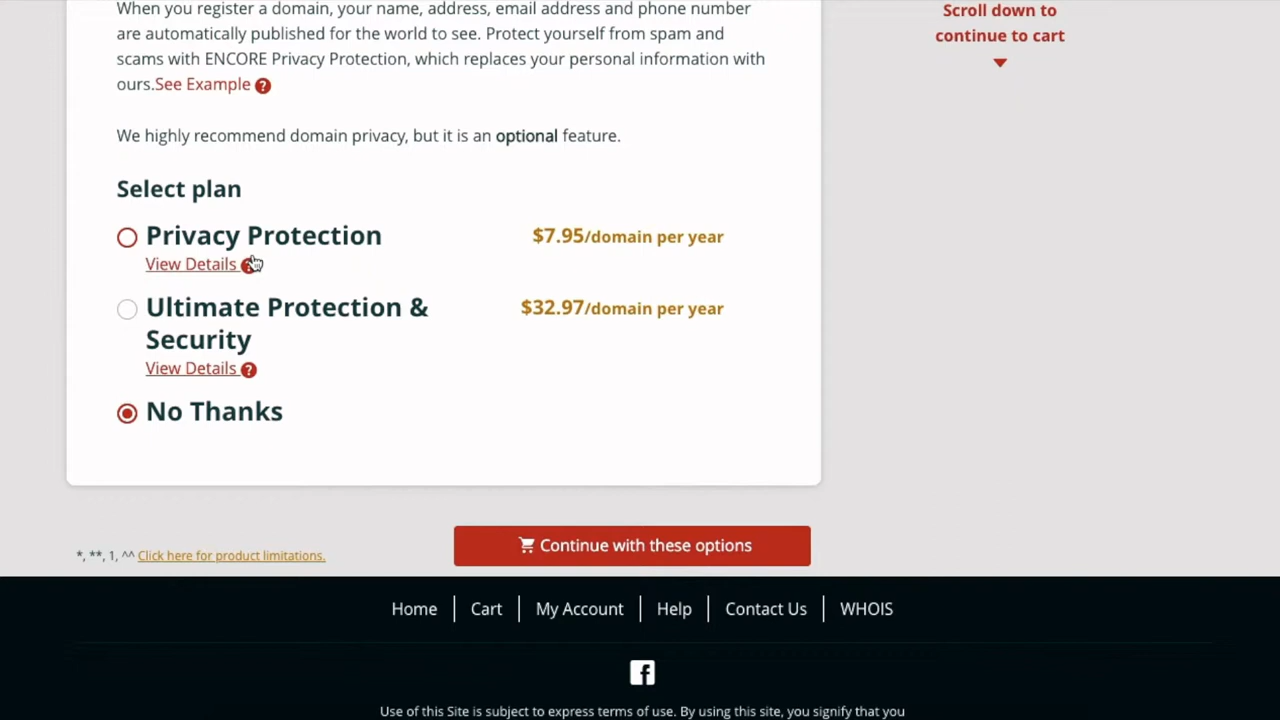 When you register a domain, your name, address, email address and phone number
are automatically published for the world to see. Protect yourself from spam and
scams with ENCORE Privacy Protection, which replaces your personal information with
ours.See Example ?
We highly recommend domain privacy, but it is an optional feature.
Select plan
Privacy Protection $7.95/domain per year
View Details
Ultimate Protection & $32.97/domain per year
Security
View Details ?
No Thanks
Scroll down to
continue to cart
*, **, 1, ^^ Click here for product limitations.
Continue with these options
Home Cart My Account Help Contact Us WHOIS
f
Use of this Site is subject to express terms of use. By using this site, you signify that you